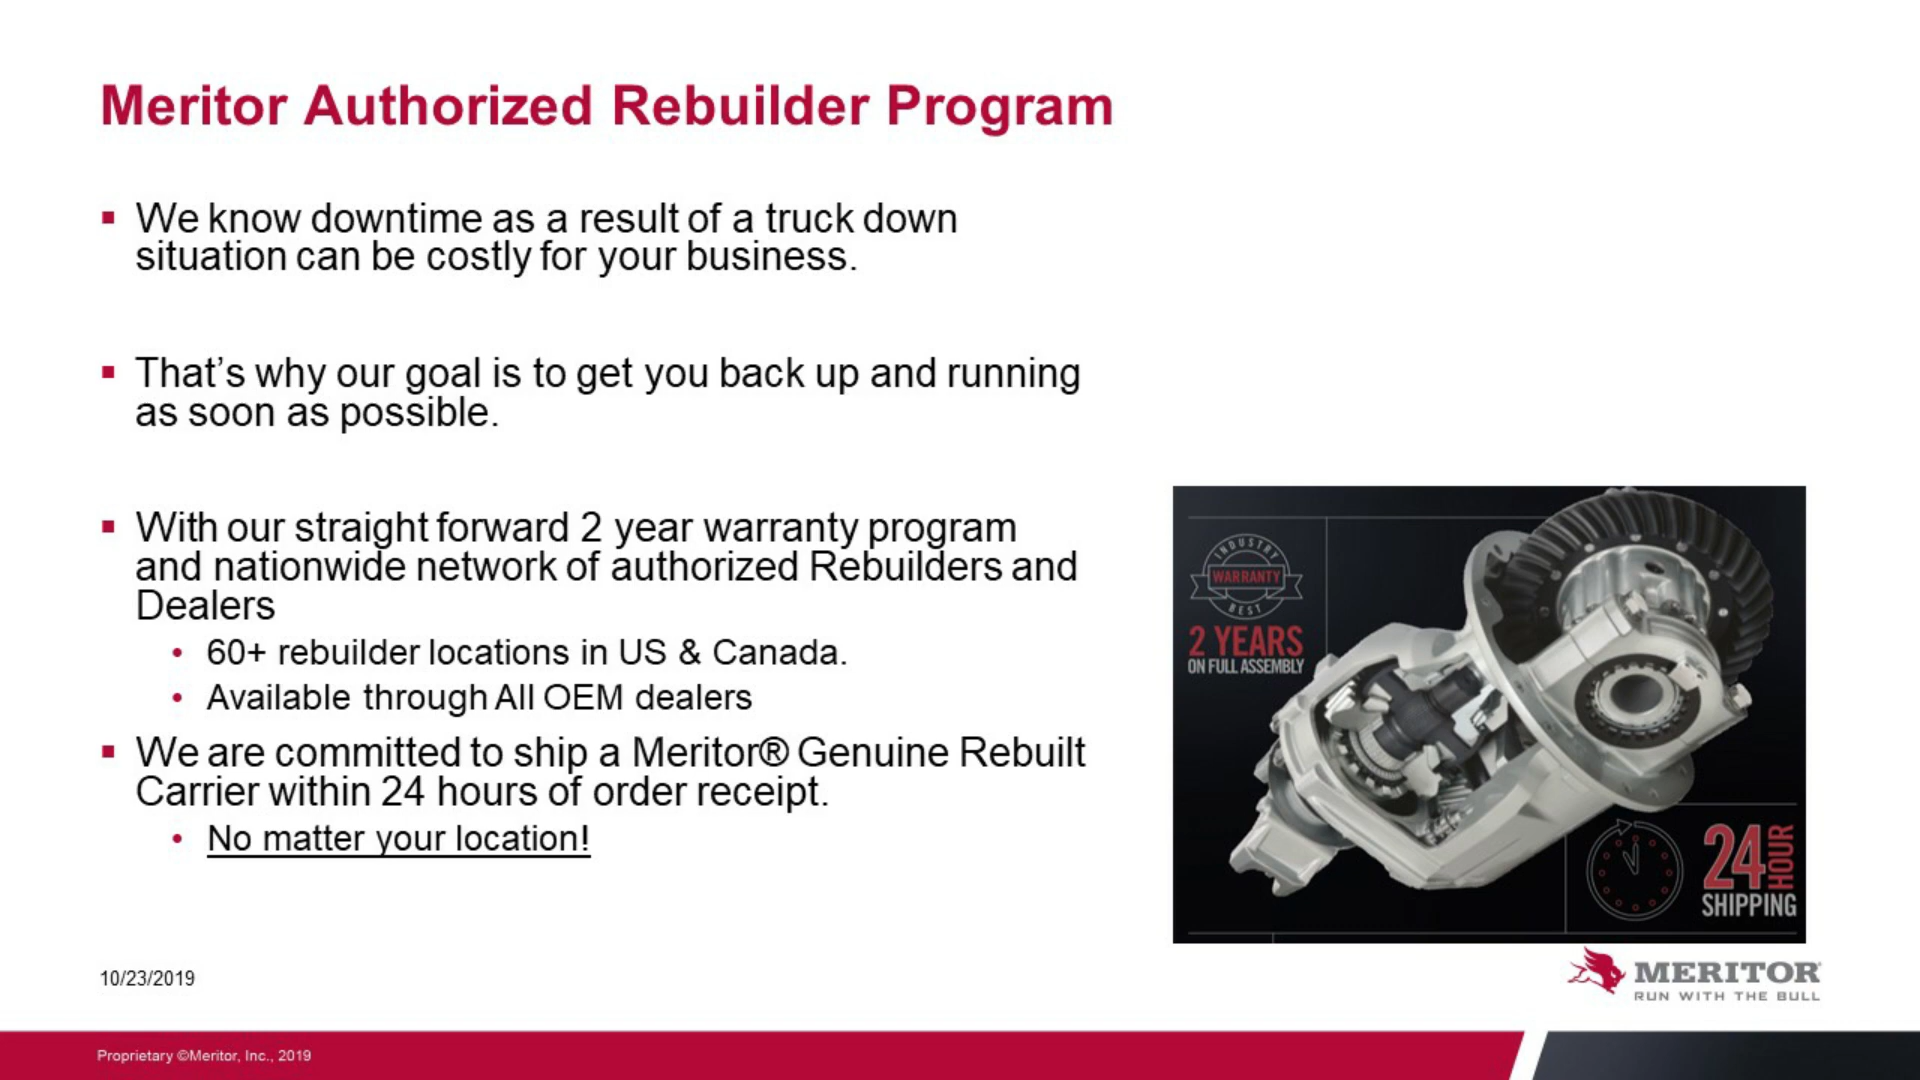 Meritor Authorized Rebuilder Program
▪ We know downtime as a result of a truck down
situation can be costly for your business.
▪ That’s why our goal is to get you back up and running
as soon as possible.
▪ With our straight forward 2 year warranty program
and nationwide network of authorized Rebuilders and
Dealers
• 60+ rebuilder locations in US & Canada.
• Available through All OEM dealers
▪ We are committed to ship a Meritor® Genuine Rebuilt
Carrier within 24 hours of order receipt.
• No matter your location!
INDUSTRY
WARRANTY
BEST
2 YEARS
ON FULL ASSEMBLY
24 HOUR
SHIPPING
10/23/2019
MERITOR
RUN WITH THE BULL
Proprietary ©Meritor, Inc., 2019